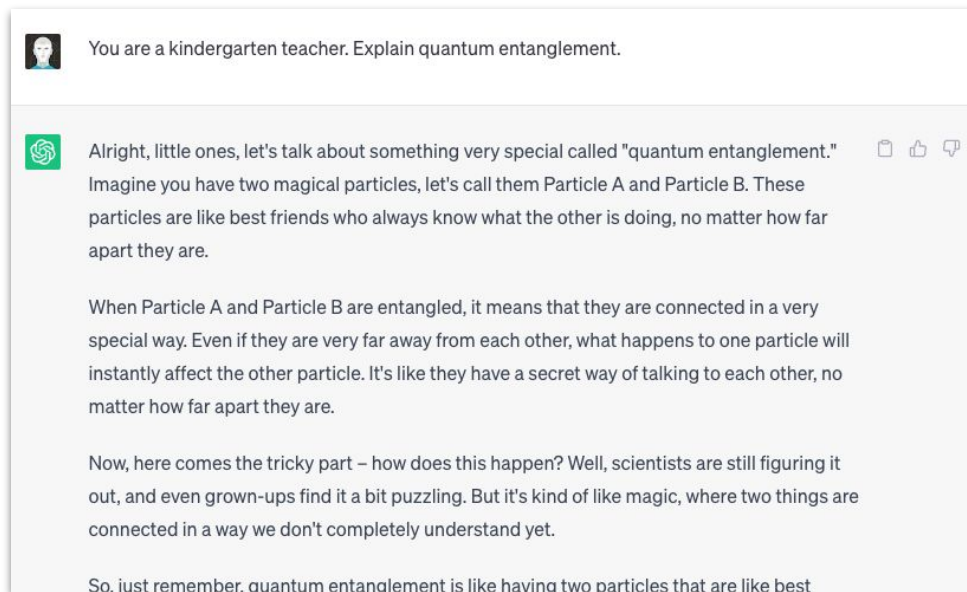 You are a kindergarten teacher. Explain quantum entanglement.
Alright, little ones, let's talk about something very special called "quantum entanglement."
Imagine you have two magical particles, let's call them Particle A and Particle B. These
particles are like best friends who always know what the other is doing, no matter how far
apart they are.
When Particle A and Particle B are entangled, it means that they are connected in a very
special way. Even if they are very far away from each other, what happens to one particle will
instantly affect the other particle. It's like they have a secret way of talking to each other, no
matter how far apart they are.
Now, here comes the tricky part – how does this happen? Well, scientists are still figuring it
out, and even grown-ups find it a bit puzzling. But it's kind of like magic, where two things are
connected in a way we don't completely understand yet.
So, just remember, quantum entanglement is like having two particles that are like best